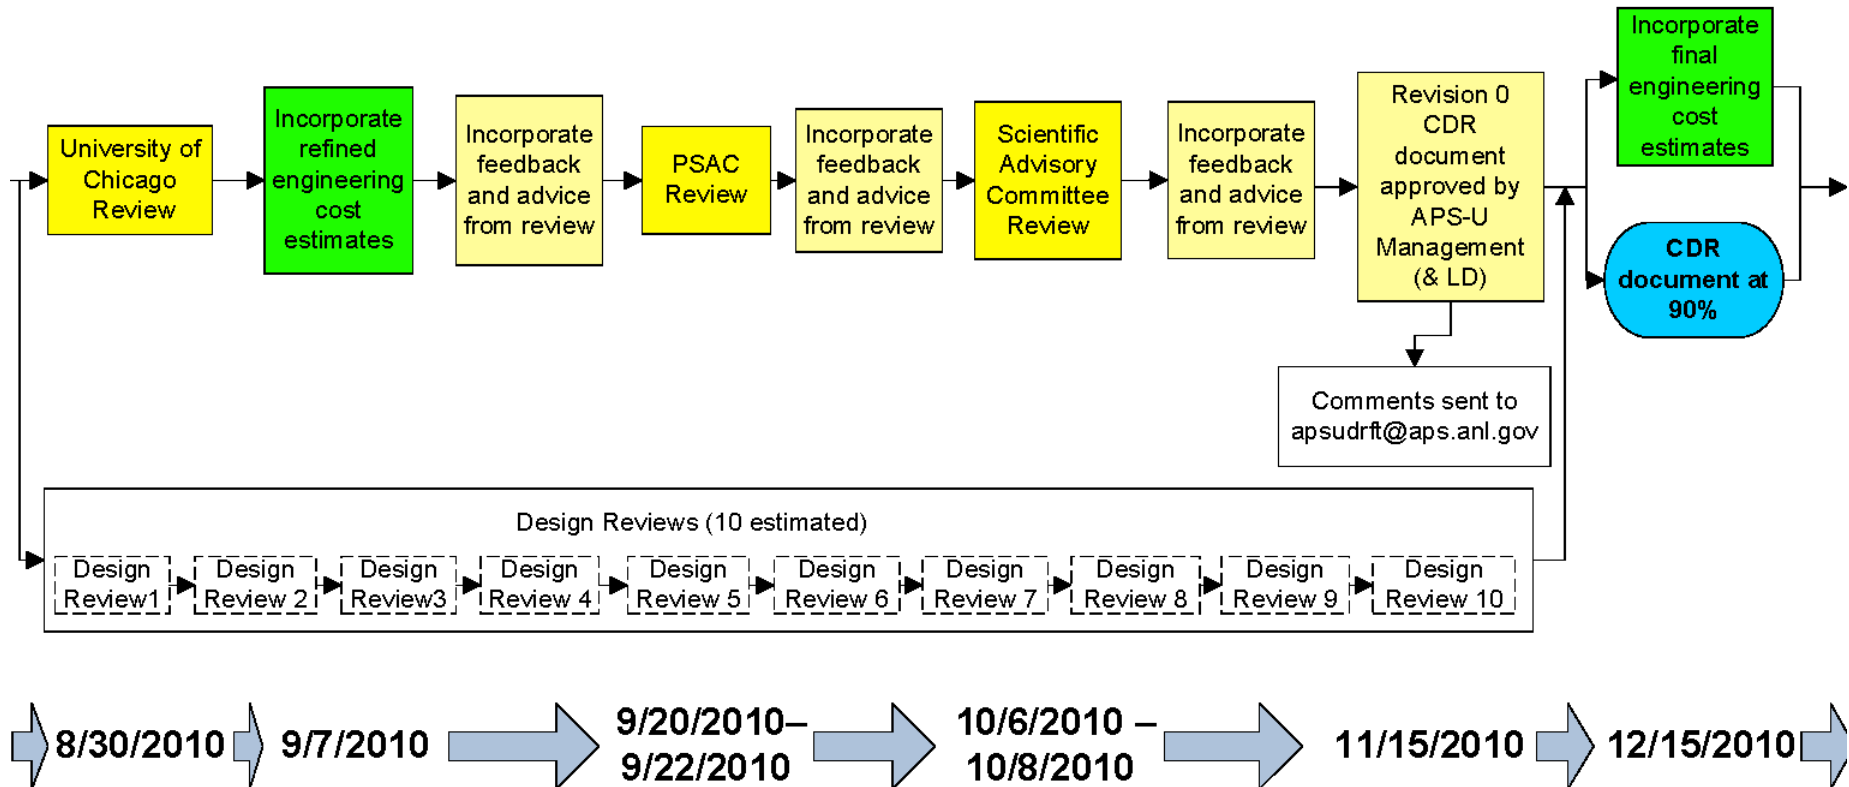 University of
Chicago
Review
Incorporate
refined
engineering
cost
estimates
Incorporate
feedback
and advice
from review
PSAC
Review
Incorporate
feedback
and advice
from review
Scientific
Advisory
Committee
Review
Incorporate
feedback
and advice
from review
Revision 0
CDR
document
approved by
APS-U
Management
(& LD)
Incorporate
final
engineering
cost
estimates
CDR
document at
90%
Comments sent to
apsudrft@aps.anl.gov
Design Reviews (10 estimated)
Design
Review1
Design
Review 2
Design
Review3
Design
Review 4
Design
Review 5
Design
Review 6
Design
Review 7
Design
Review 8
Design
Review 9
Design
Review 10
8/30/2010
9/7/2010
9/20/2010–
9/22/2010
10/6/2010 –
10/8/2010
11/15/2010
12/15/2010